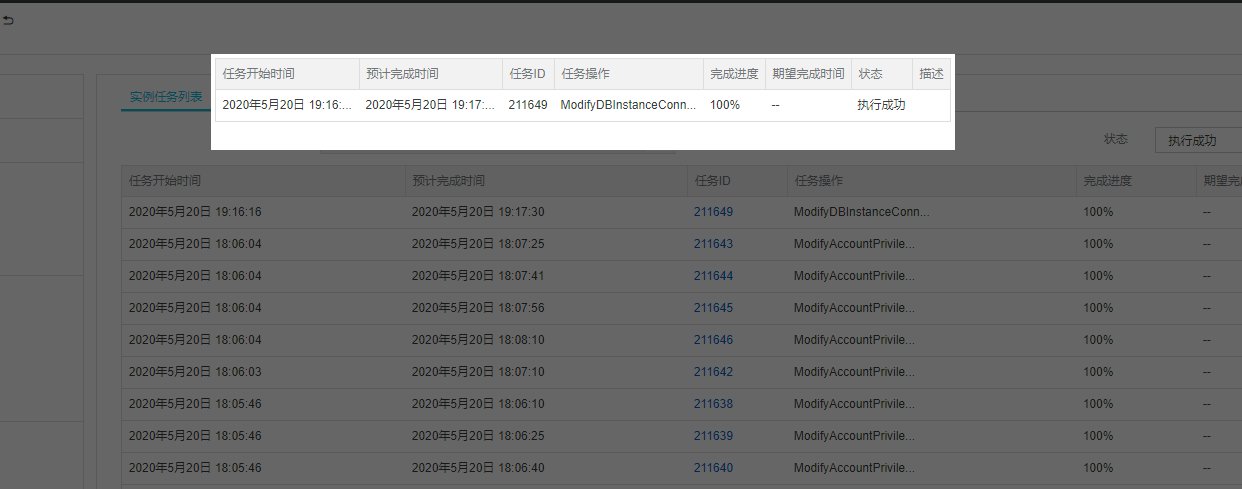 任务开始时间 预计完成时间 任务ID 任务操作 完成进度 期望完成时间 状态 描述
2020年5月20日 19:16:... 2020年5月20日 19:17:... 211649 ModifyDBInstanceConn... 100% -- 执行成功
实例任务列表
状态 执行成功
任务开始时间 预计完成时间 任务ID 任务操作 完成进度 期望完
2020年5月20日 19:16:16 2020年5月20日 19:17:30 211649 ModifyDBInstanceConn... 100% --
2020年5月20日 18:06:04 2020年5月20日 18:07:25 211643 ModifyAccountPrivile... 100% --
2020年5月20日 18:06:04 2020年5月20日 18:07:41 211644 ModifyAccountPrivile... 100% --
2020年5月20日 18:06:04 2020年5月20日 18:07:56 211645 ModifyAccountPrivile... 100% --
2020年5月20日 18:06:04 2020年5月20日 18:08:10 211646 ModifyAccountPrivile... 100% --
2020年5月20日 18:06:03 2020年5月20日 18:07:10 211642 ModifyAccountPrivile... 100% --
2020年5月20日 18:05:46 2020年5月20日 18:06:10 211638 ModifyAccountPrivile... 100% --
2020年5月20日 18:05:46 2020年5月20日 18:06:25 211639 ModifyAccountPrivile... 100% --
2020年5月20日 18:05:46 2020年5月20日 18:06:40 211640 ModifyAccountPrivile... 100% --